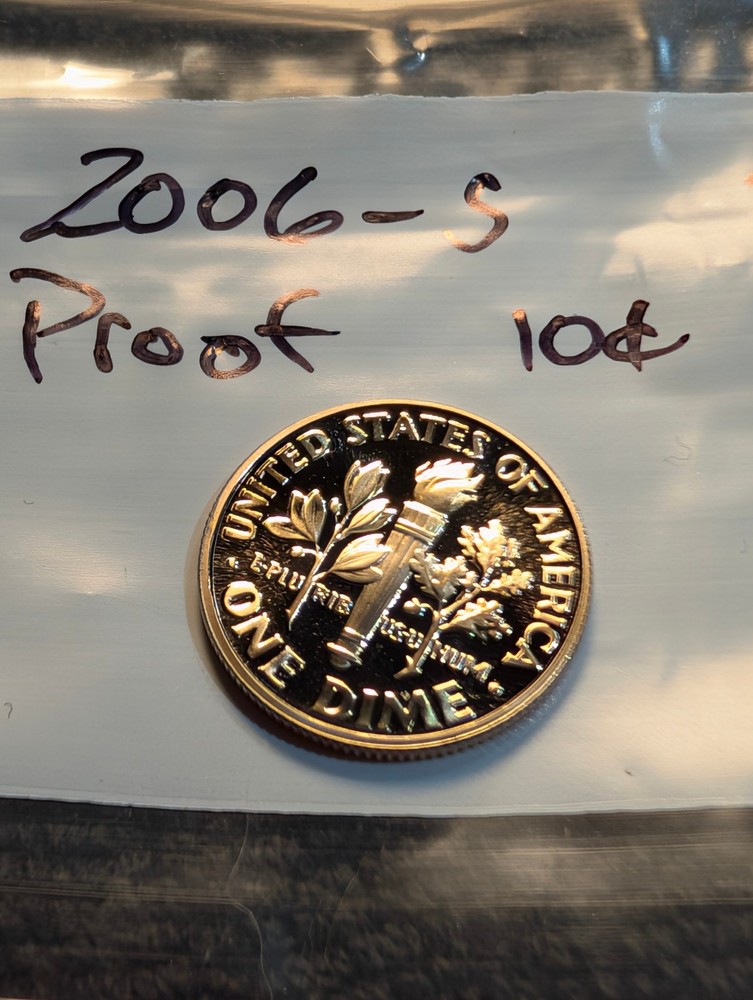 2006-S
Proof 10¢
UNITED STATES OF AMERICA
E PLURIBUS UNUM
ONE DIME